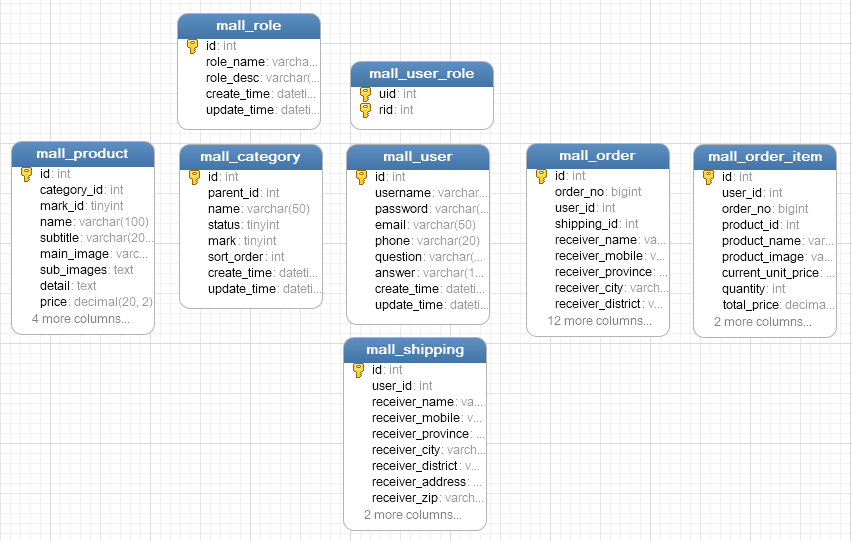 mall_role
id: int
role_name: varcha...
role_desc: varchar(...
create_time: dateti...
update_time: dateti...
mall_user_role
uid: int
rid: int
mall_product
id: int
category_id: int
mark_id: tinyint
name: varchar(100)
subtitle: varchar(20...
main_image: varc...
sub_images: text
detail: text
price: decimal(20, 2)
4 more columns...
mall_category
id: int
parent_id: int
name: varchar(50)
status: tinyint
mark: tinyint
sort_order: int
create_time: dateti...
update_time: dateti...
mall_user
id: int
username: varchar...
password: varchar(...
email: varchar(50)
phone: varchar(20)
question: varchar(...
answer: varchar(1...
create_time: dateti...
update_time: dateti...
mall_order
id: int
order_no: bigint
user_id: int
shipping_id: int
receiver_name: va...
receiver_mobile: v...
receiver_province: ...
receiver_city: varch...
receiver_district: v...
12 more columns...
mall_order_item
id: int
user_id: int
order_no: bigint
product_id: int
product_name: var...
product_image: va...
current_unit_price: ...
quantity: int
total_price: decima...
2 more columns...
mall_shipping
id: int
user_id: int
receiver_name: va...
receiver_mobile: v...
receiver_province: ...
receiver_city: varch...
receiver_district: v...
receiver_address: ...
receiver_zip: varch...
2 more columns...